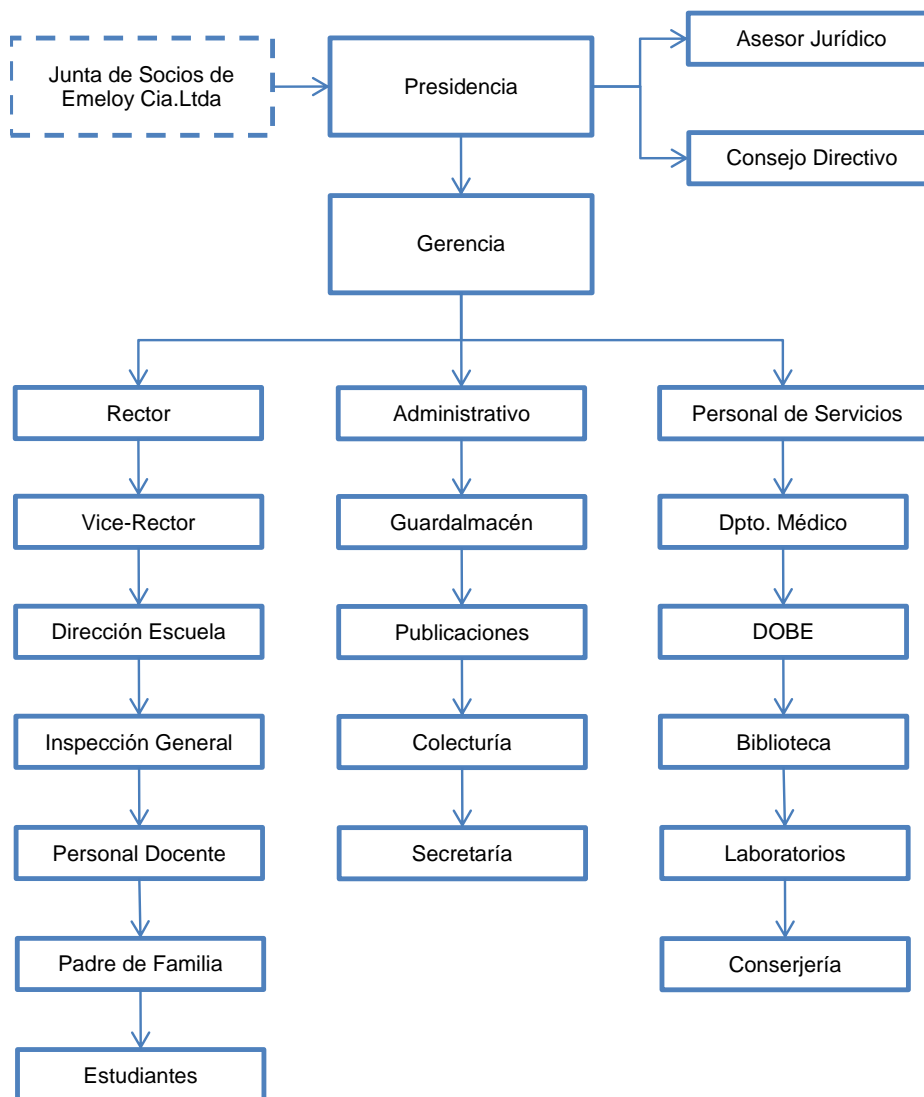 Asesor Jurídico
Junta de Socios de
Emeloy Cia.Ltda
Presidencia
Consejo Directivo
Gerencia
Rector
Administrativo
Personal de Servicios
Vice-Rector
Guardalmacén
Dpto. Médico
Dirección Escuela
Publicaciones
DOBE
Inspección General
Colecturía
Biblioteca
Personal Docente
Secretaría
Laboratorios
Padre de Familia
Conserjería
Estudiantes